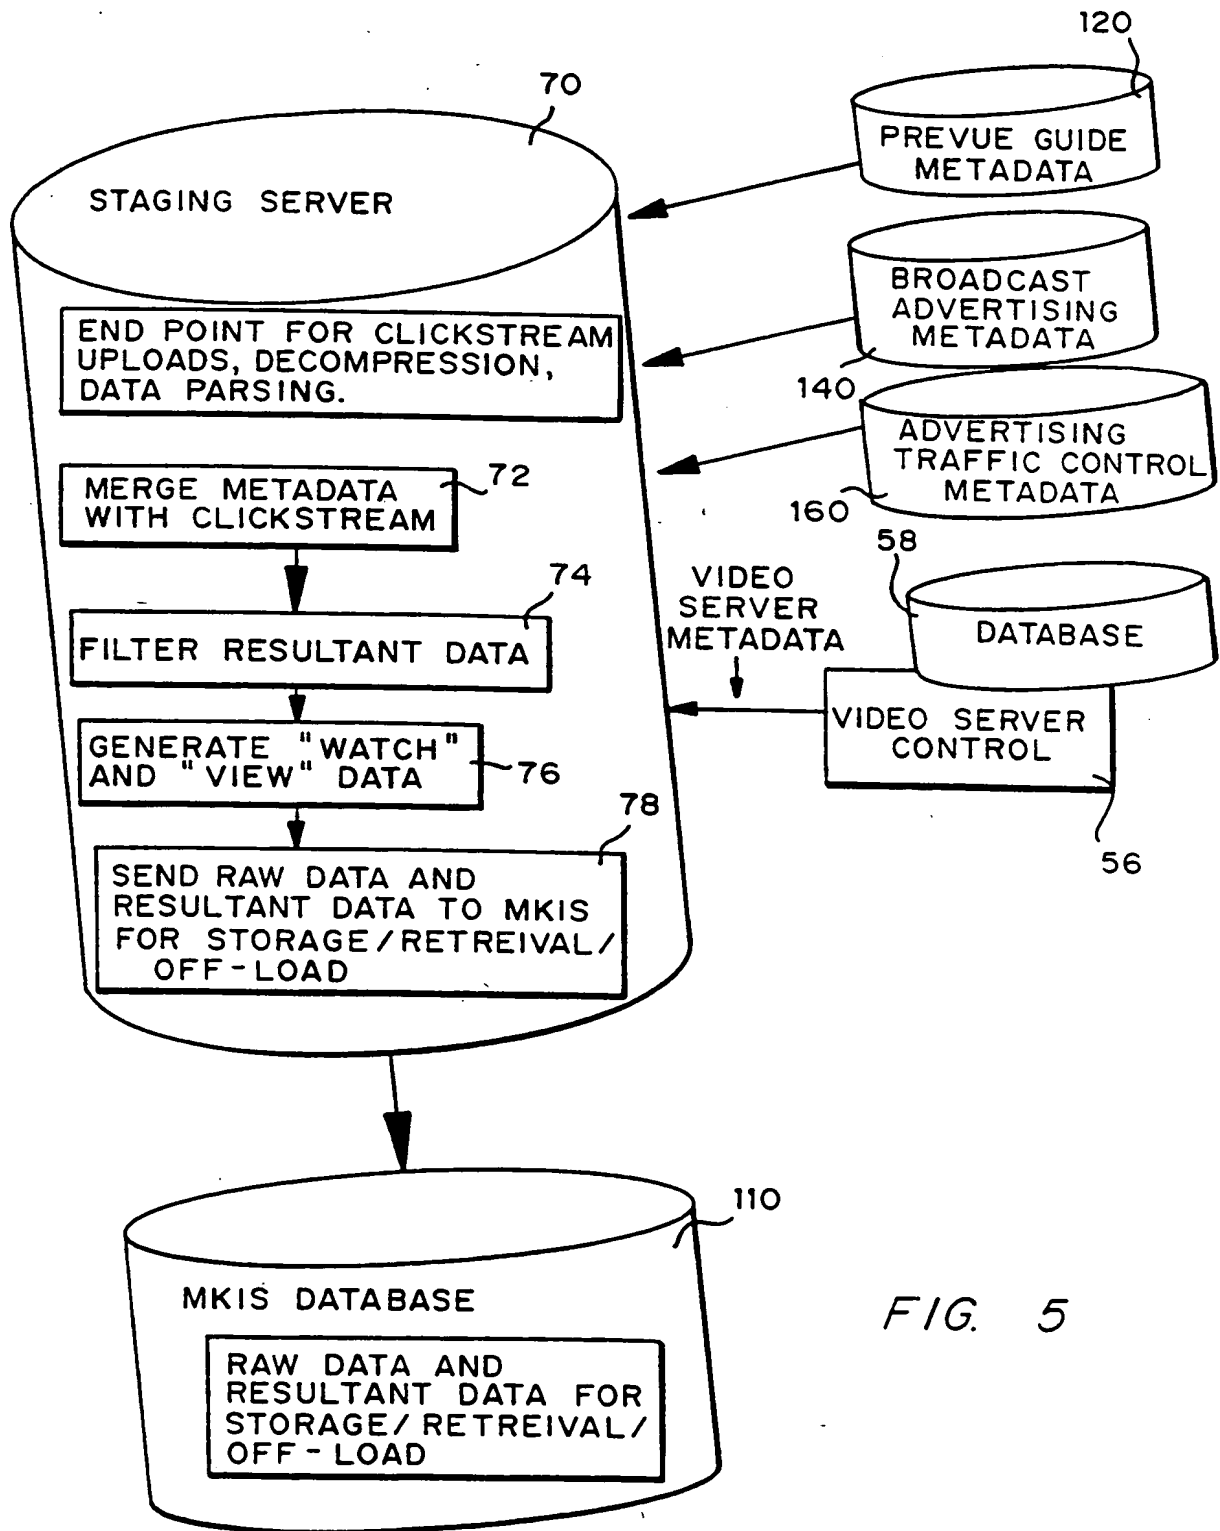 120
70
PREVUE GUIDE
METADATA
STAGING SERVER
BROADCAST
ADVERTISING
METADATA
140
END POINT FOR CLICKSTREAM
UPLOADS, DECOMPRESSION,
DATA PARSING.
ADVERTISING
TRAFFIC CONTROL
METADATA
160
72
MERGE METADATA
WITH CLICKSTREAM
58
DATABASE
VIDEO
SERVER
METADATA
74
FILTER RESULTANT DATA
VIDEO SERVER
CONTROL
56
GENERATE "WATCH"
AND "VIEW" DATA
76
78
SEND RAW DATA AND
RESULTANT DATA TO MKIS
FOR STORAGE/RETREIVAL/
OFF-LOAD
110
MKIS DATABASE
RAW DATA AND
RESULTANT DATA FOR
STORAGE/RETREIVAL/
OFF-LOAD
FIG. 5